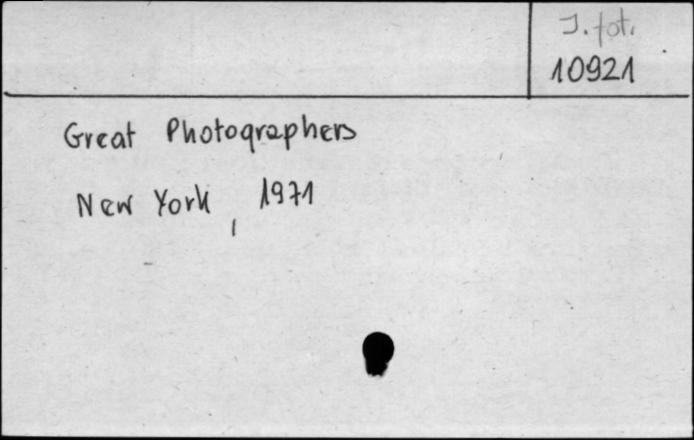 J. fot.
10921
Great Photographers
New York, 1971